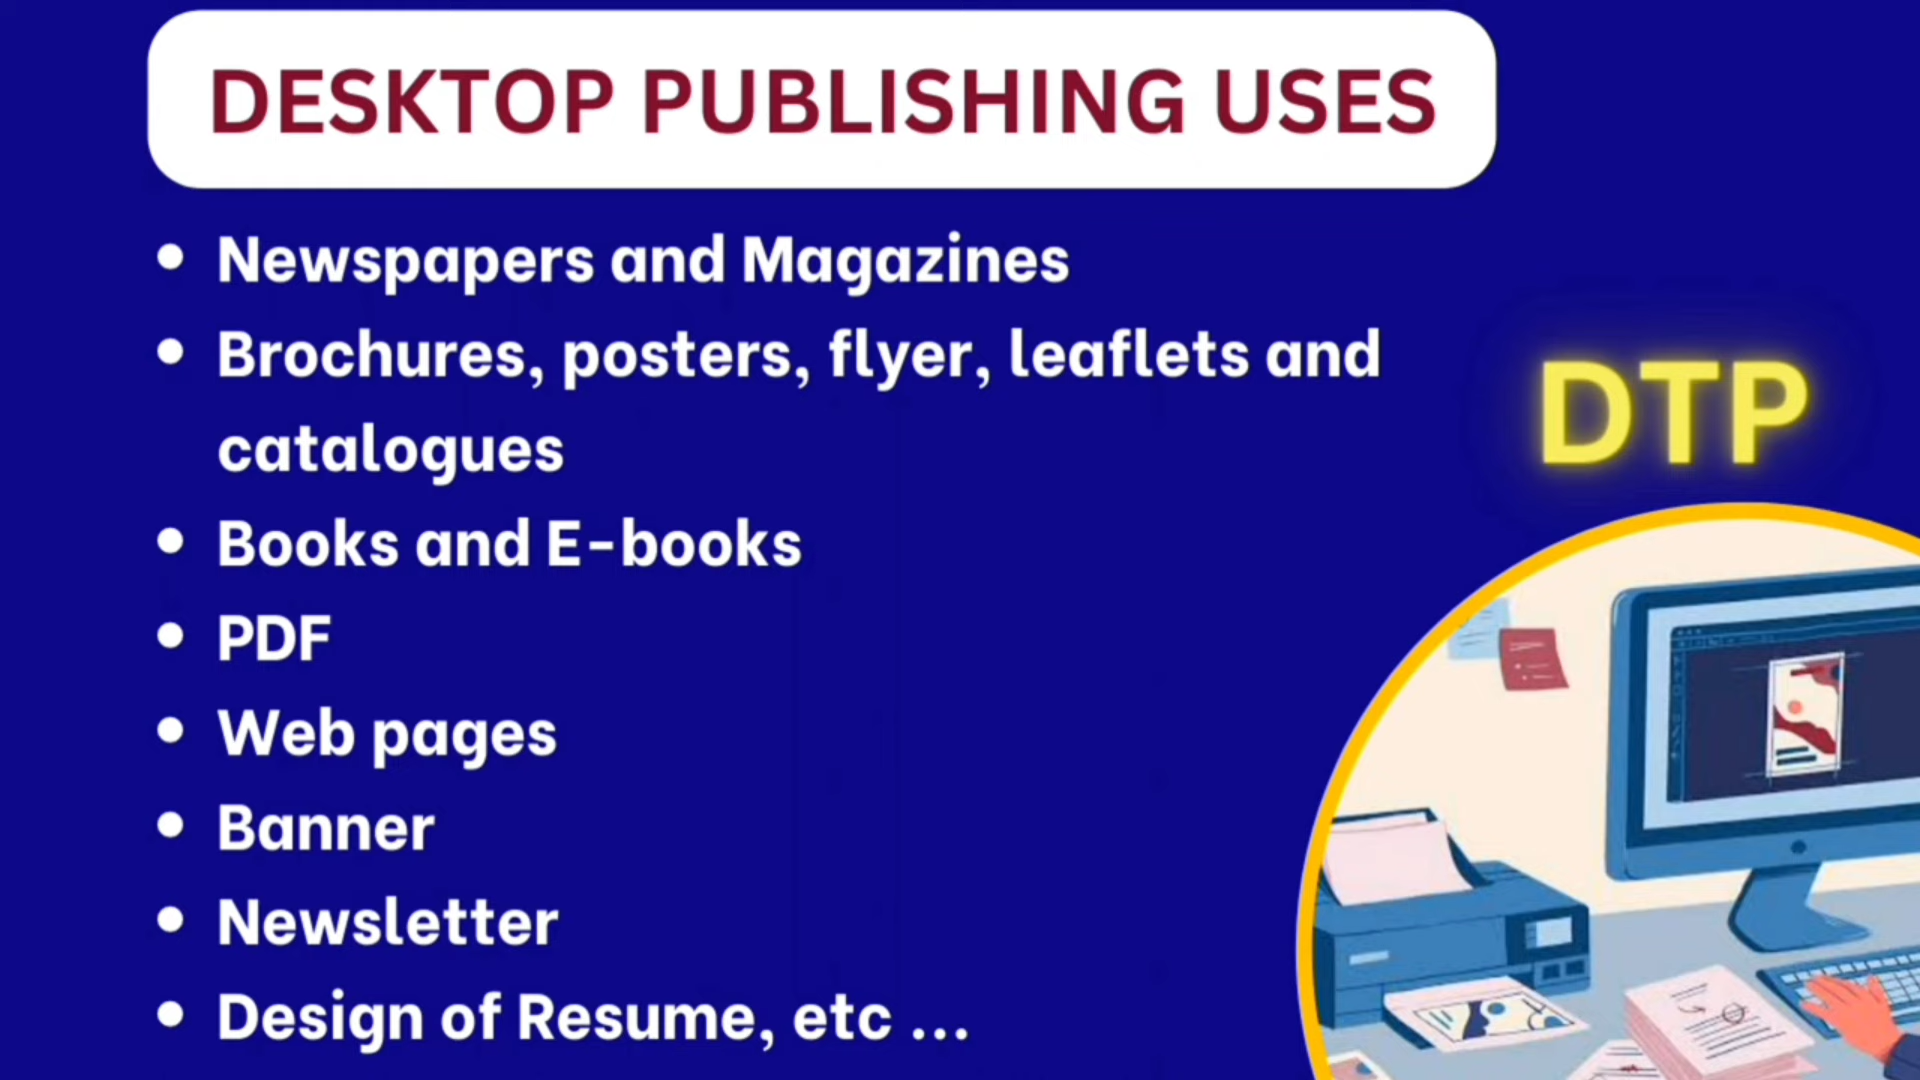 DESKTOP PUBLISHING USES
• Newspapers and Magazines
• Brochures, posters, flyer, leaflets and
catalogues
• Books and E-books
• PDF
• Web pages
• Banner
• Newsletter
• Design of Resume, etc ...
DTP